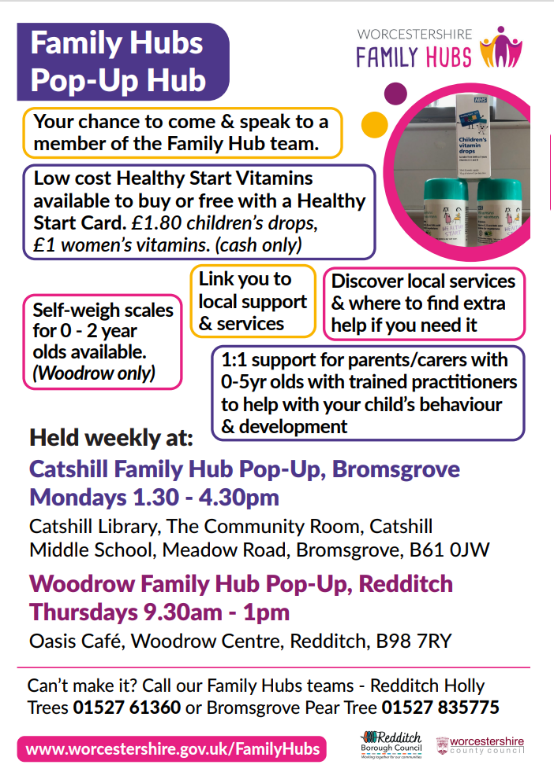 Family Hubs
Pop-Up Hub
WORCESTERSHIRE
FAMILY HUBS
Your chance to come & speak to a
member of the Family Hub team.
NHS
Children's
vitamin
drops
Low cost Healthy Start Vitamins
available to buy or free with a Healthy
Start Card. £1.80 children's drops,
£1 women's vitamins. (cash only)
Self-weigh scales
for 0 - 2 year
olds available.
(Woodrow only)
Link you to
local support
& services
Discover local services
& where to find extra
help if you need it
1:1 support for parents/carers with
0-5yr olds with trained practitioners
to help with your child's behaviour
& development
Held weekly at:
Catshill Family Hub Pop-Up, Bromsgrove
Mondays 1.30 - 4.30pm
Catshill Library, The Community Room, Catshill
Middle School, Meadow Road, Bromsgrove, B61 0JW
Woodrow Family Hub Pop-Up, Redditch
Thursdays 9.30am - 1pm
Oasis Café, Woodrow Centre, Redditch, B98 7RY
Can't make it? Call our Family Hubs teams - Redditch Holly
Trees 01527 61360 or Bromsgrove Pear Tree 01527 835775
www.worcestershire.gov.uk/FamilyHubs
Redditch
Borough Council
Working together for our communities
worcestershire
county council